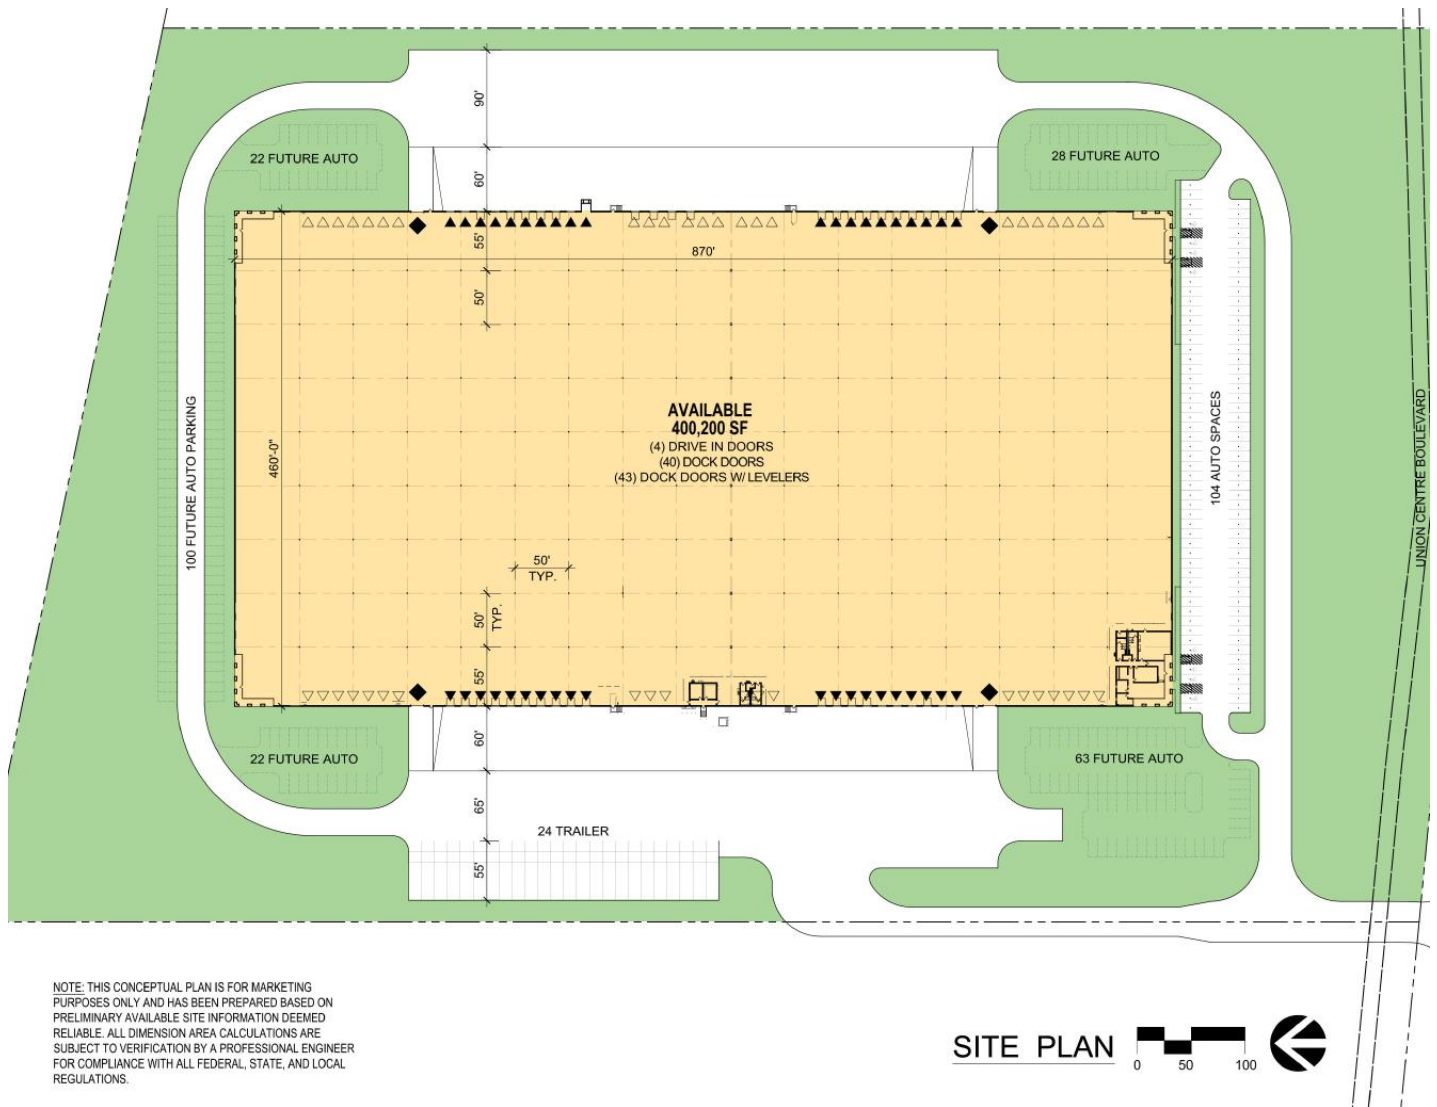 90'
22 FUTURE AUTO
28 FUTURE AUTO
60'
55'
870'
50'
AVAILABLE
400,200 SF
(4) DRIVE IN DOORS
(40) DOCK DOORS
(43) DOCK DOORS W/ LEVELERS
100 FUTURE AUTO PARKING
460'-0"
104 AUTO SPACES
UNION CENTRE BOULEVARD
50'
TYP.
50'
TYP.
55'
60'
22 FUTURE AUTO
63 FUTURE AUTO
65'
24 TRAILER
55'
NOTE: THIS CONCEPTUAL PLAN IS FOR MARKETING
PURPOSES ONLY AND HAS BEEN PREPARED BASED ON
PRELIMINARY AVAILABLE SITE INFORMATION DEEMED
RELIABLE. ALL DIMENSION AREA CALCULATIONS ARE
SUBJECT TO VERIFICATION BY A PROFESSIONAL ENGINEER
FOR COMPLIANCE WITH ALL FEDERAL, STATE, AND LOCAL
REGULATIONS.
SITE PLAN
0 50 100